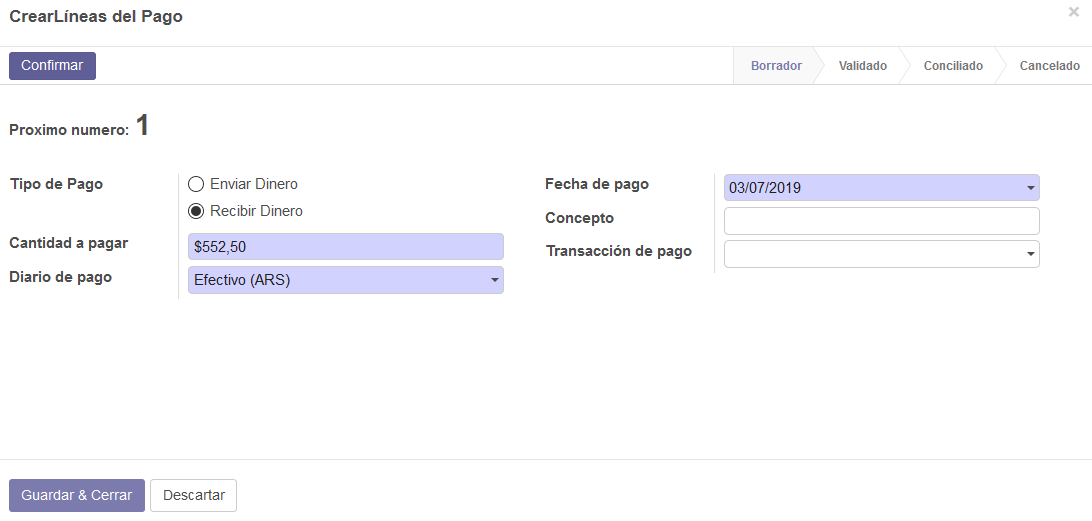 CrearLíneas del Pago
×
Confirmar
Borrador
Validado
Conciliado
Cancelado
Proximo numero: 1
Tipo de Pago
Enviar Dinero
Recibir Dinero
Cantidad a pagar
$552,50
Diario de pago
Efectivo (ARS)
Fecha de pago
03/07/2019
Concepto
Transacción de pago
Guardar & Cerrar
Descartar